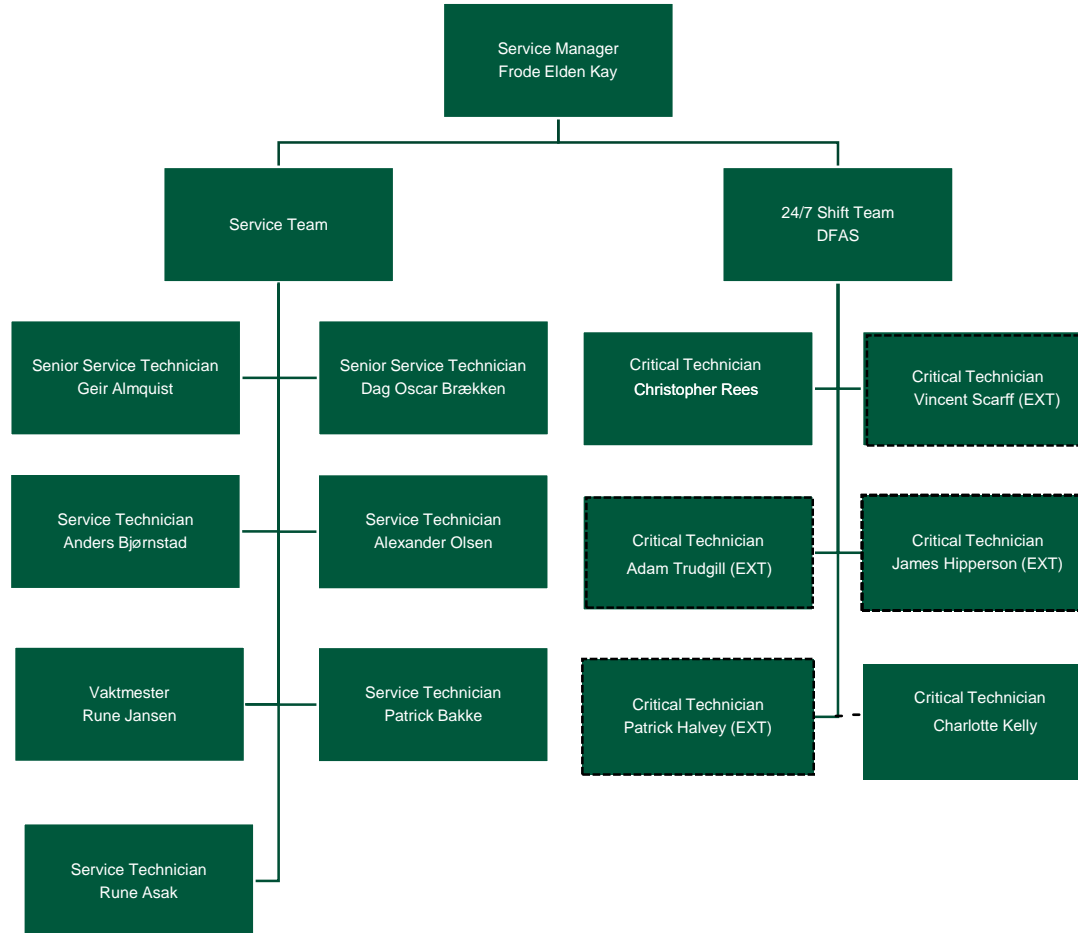 Service Manager
Frode Elden Kay
Service Team
24/7 Shift Team
DFAS
Senior Service Technician
Geir Almquist
Senior Service Technician
Dag Oscar Brækken
Critical Technician
Christopher Rees
Critical Technician
Vincent Scarff (EXT)
Service Technician
Anders Bjørnstad
Service Technician
Alexander Olsen
Critical Technician
Adam Trudgill (EXT)
Critical Technician
James Hipperson (EXT)
Vaktmester
Rune Jansen
Service Technician
Patrick Bakke
Critical Technician
Patrick Halvey (EXT)
Critical Technician
Charlotte Kelly
Service Technician
Rune Asak